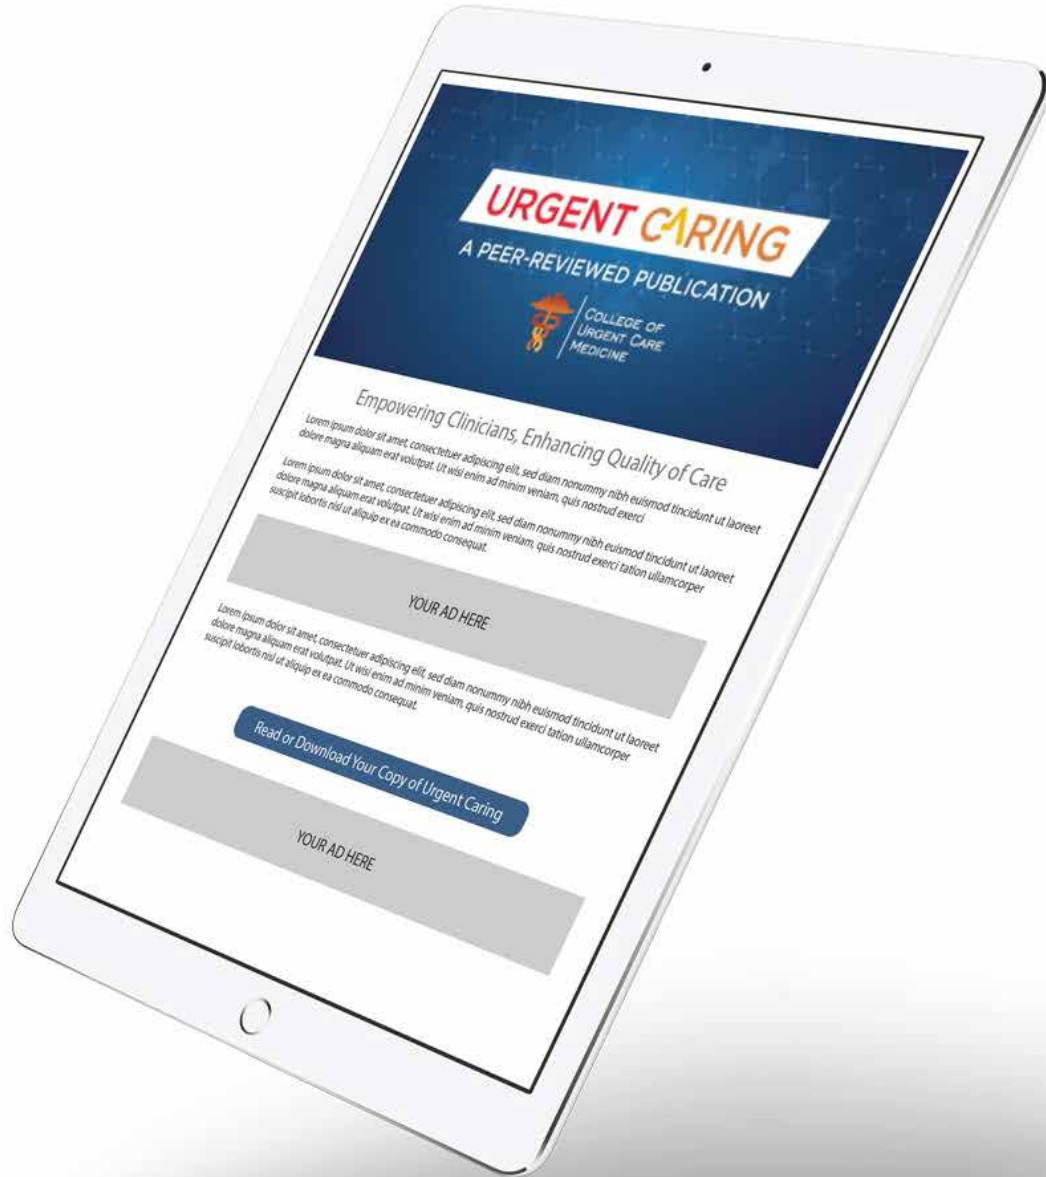 URGENT CARING
A PEER-REVIEWED PUBLICATION
COLLEGE OF
URGENT CARE
MEDICINE
Empowering Clinicians, Enhancing Quality of Care
Lorem ipsum dolor sit amet, consectetuer adipiscing elit, sed diam nonummy nibh euismod tincidunt ut laoreet
dolore magna aliquam erat volutpat. Ut wisi enim ad minim veniam, quis nostrud exerci
Lorem ipsum dolor sit amet, consectetuer adipiscing elit, sed diam nonummy nibh euismod tincidunt ut laoreet
dolore magna aliquam erat volutpat. Ut wisi enim ad minim veniam, quis nostrud exerci tation ullamcorper
suscipit lobortis nisl ut aliquip ex ea commodo consequat.
YOUR AD HERE
Lorem ipsum dolor sit amet, consectetuer adipiscing elit, sed diam nonummy nibh euismod tincidunt ut laoreet
dolore magna aliquam erat volutpat. Ut wisi enim ad minim veniam, quis nostrud exerci tation ullamcorper
suscipit lobortis nisl ut aliquip ex ea commodo consequat.
Read or Download Your Copy of Urgent Caring
YOUR AD HERE